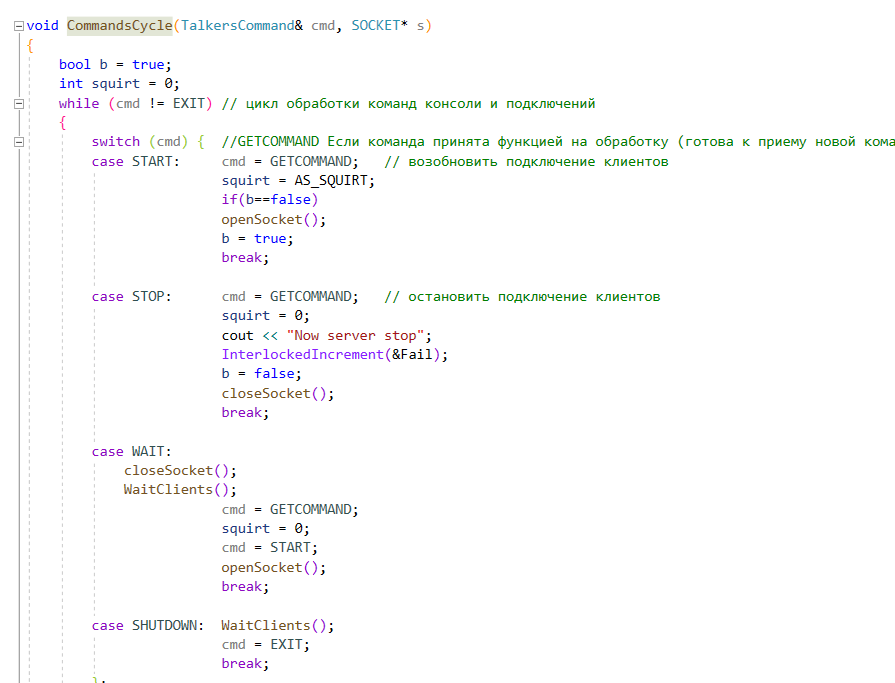 void CommandsCycle(TalkersCommand& cmd, SOCKET* s)
{
bool b = true;
int squirt = 0;
while (cmd != EXIT) // цикл обработки команд консоли и подключений
{
switch (cmd) { //GETCOMMAND Если команда принята функцией на обработку (готова к приему новой
case START: cmd = GETCOMMAND; // возобновить подключение клиентов
squirt = AS_SQUIRT;
if(b==false)
openSocket();
b = true;
break;
case STOP: cmd = GETCOMMAND; // остановить подключение клиентов
squirt = 0;
cout << "Now server stop";
InterlockedIncrement(&Fail);
b = false;
closeSocket();
break;
case WAIT:
closeSocket();
WaitClients();
cmd = GETCOMMAND;
squirt = 0;
cmd = START;
openSocket();
break;
case SHUTDOWN: WaitClients();
cmd = EXIT;
break;